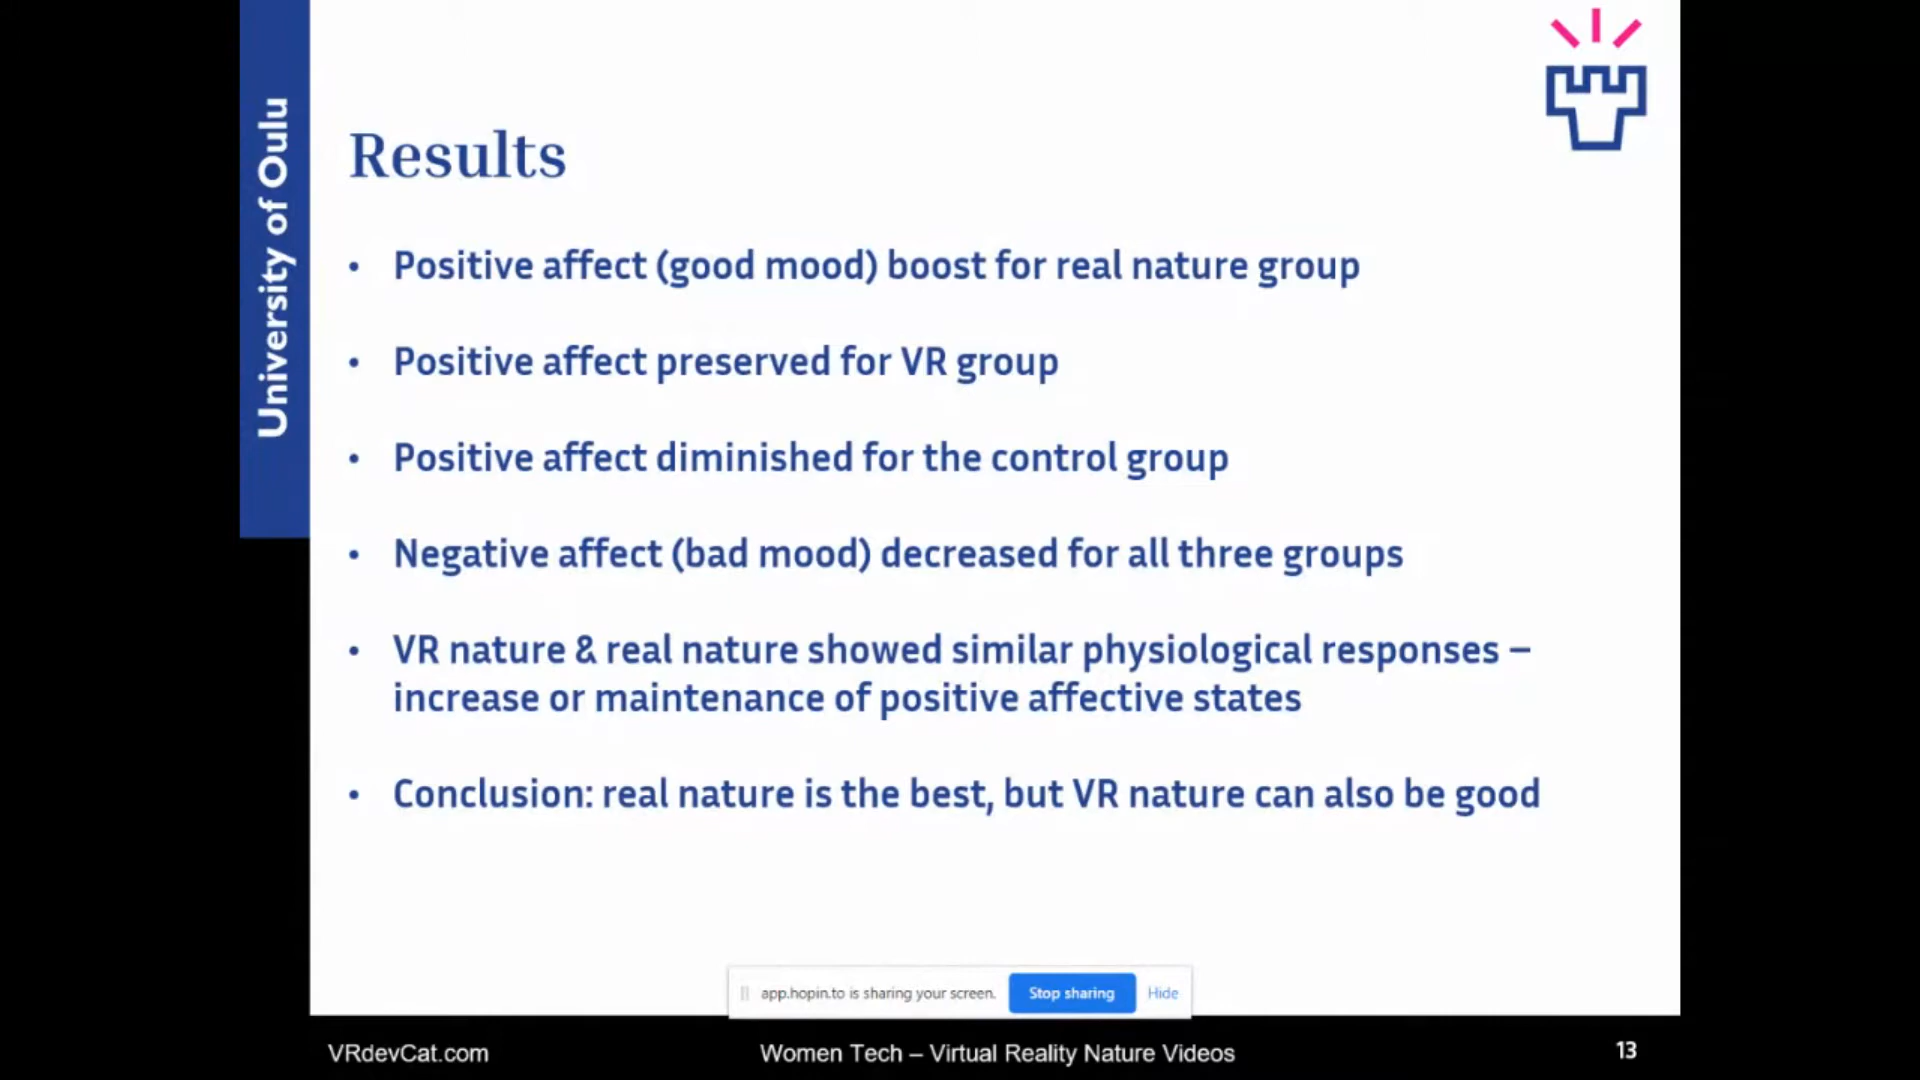 University of Oulu
Results
• Positive affect (good mood) boost for real nature group
• Positive affect preserved for VR group
• Positive affect diminished for the control group
• Negative affect (bad mood) decreased for all three groups
• VR nature & real nature showed similar physiological responses –
increase or maintenance of positive affective states
• Conclusion: real nature is the best, but VR nature can also be good
app.hopin.to is sharing your screen. Stop sharing Hide
VRdevCat.com Women Tech – Virtual Reality Nature Videos 13